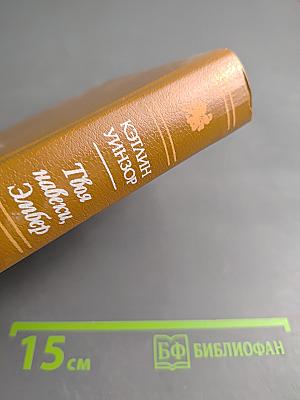 КЭТЛИН
УИНЗОР
Твоя
навеки,
Эмбер
15 см
БФ БИБЛИОФАН